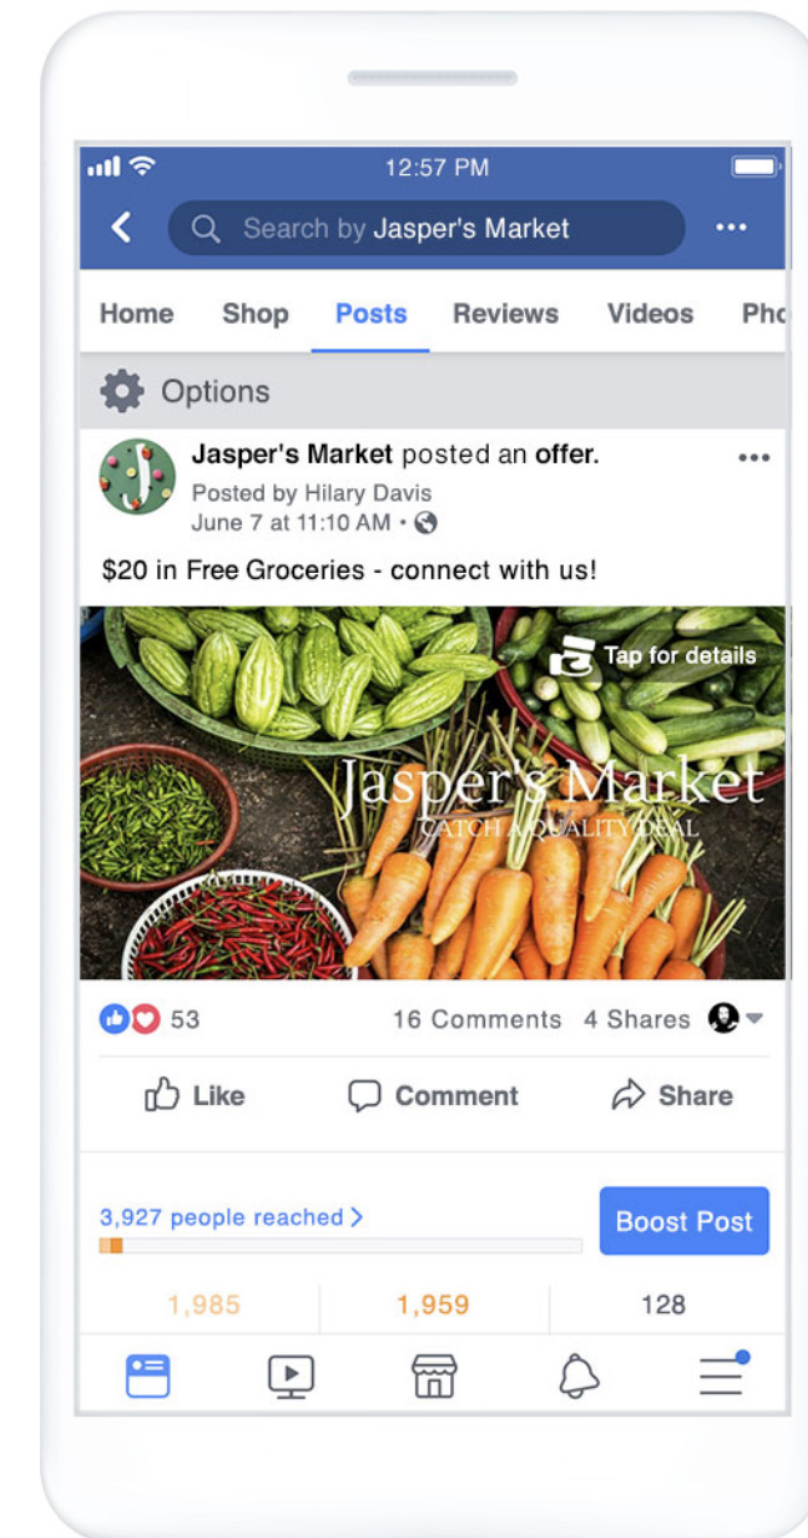 12:57 PM
Search by Jasper's Market
Home Shop Posts Reviews Videos Pho
Options
Jasper's Market posted an offer.
Posted by Hilary Davis
June 7 at 11:10 AM ·
$20 in Free Groceries - connect with us!
Tap for details
Jasper's Market
CATCH A QUALITY DEAL
53 16 Comments 4 Shares
Like Comment Share
3,927 people reached >
Boost Post
1,985 1,959 128